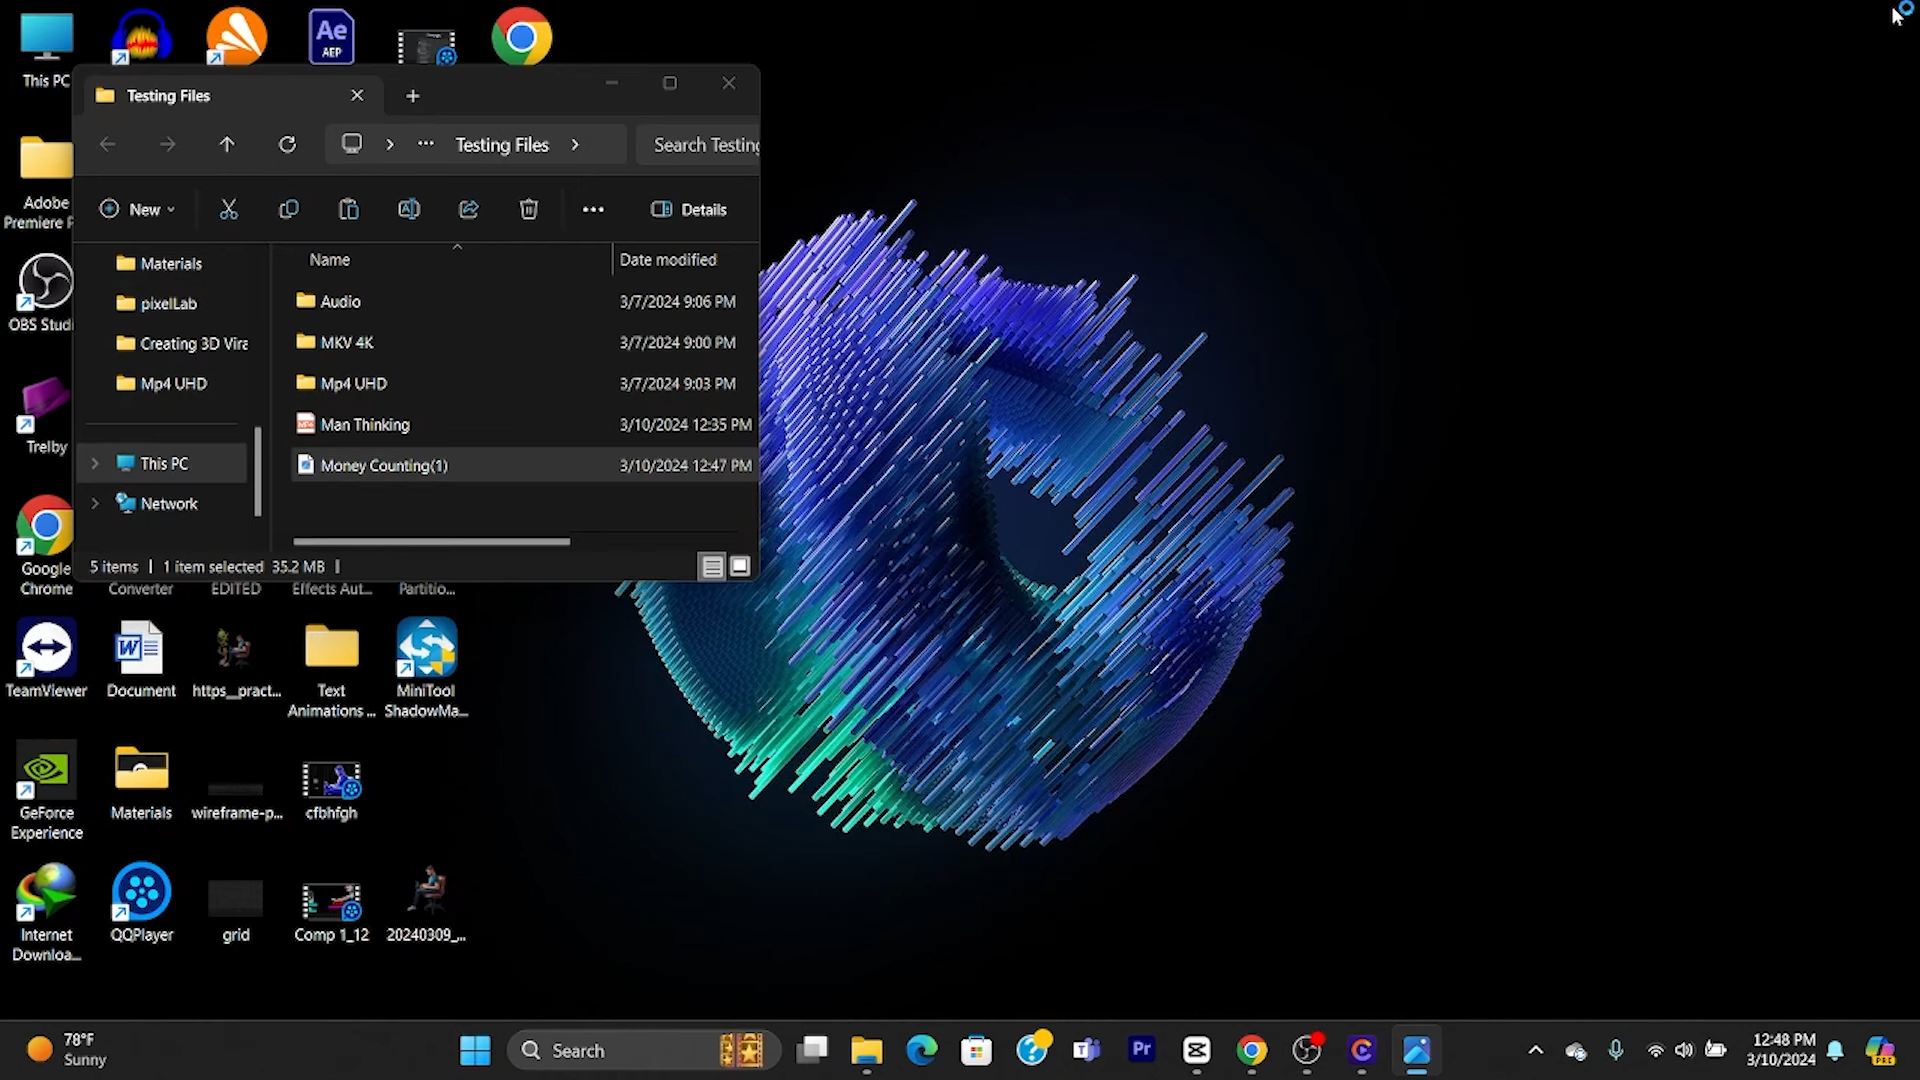 This PC
Ae
AEP
Testing Files
Testing Files
Search Testing
New
Details
Adobe
Premiere P
OBS Studi
Trelby
Google
Chrome
Materials
pixelLab
Creating 3D Vira
Mp4 UHD
This PC
Network
Name
Date modified
Audio
3/7/2024 9:06 PM
MKV 4K
3/7/2024 9:00 PM
Mp4 UHD
3/7/2024 9:03 PM
Man Thinking
3/10/2024 12:35 PM
Money Counting(1)
3/10/2024 12:47 PM
5 items
1 item selected 35.2 MB
Converter
EDITED
Effects Aut...
Partitio...
TeamViewer
Document
https__pract...
Text
Animations ...
MiniTool
ShadowMa...
GeForce
Experience
Materials
wireframe-p...
cfbhfgh
Internet
Downloa...
QQPlayer
grid
Comp 1_12
20240309_...
78°F
Sunny
Search
Pr
12:48 PM
3/10/2024
PRE